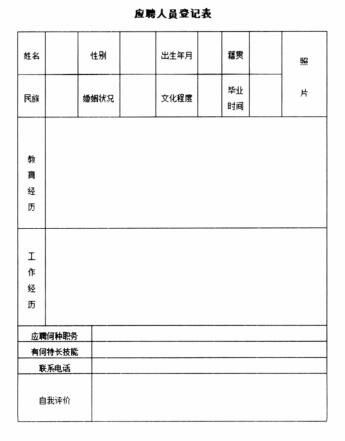 应聘人员登记表
姓名 性别 出生年月 籍贯 照片
民族 婚姻状况 文化程度 毕业时间
教育经历
工作经历
应聘何种职务
有何特长技能
联系电话
自我评价